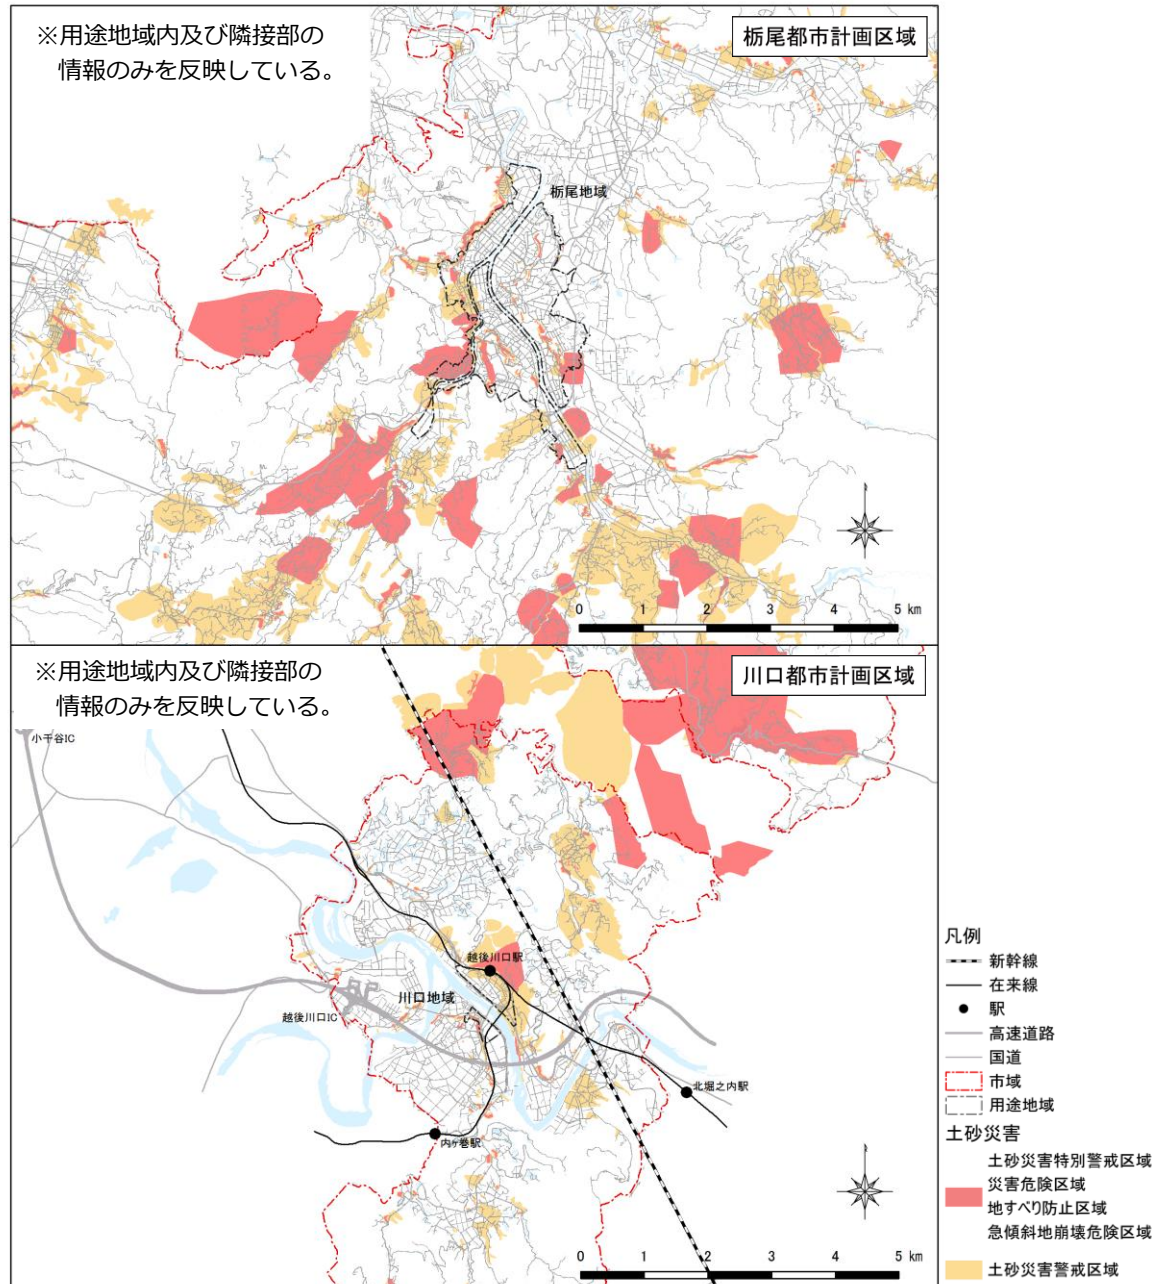 ※用途地域内及び隣接部の
情報のみを反映している。
栃尾都市計画区域
栃尾地域
0 1 2 3 4 5 km
※用途地域内及び隣接部の
情報のみを反映している。
川口都市計画区域
小千谷IC
越後川口駅
川口地域
越後川口IC
北堀之内駅
内ヶ巻駅
0 1 2 3 4 5 km
凡例
新幹線
在来線
駅
高速道路
国道
市域
用途地域
土砂災害
土砂災害特別警戒区域
災害危険区域
地すべり防止区域
急傾斜地崩壊危険区域
土砂災害警戒区域